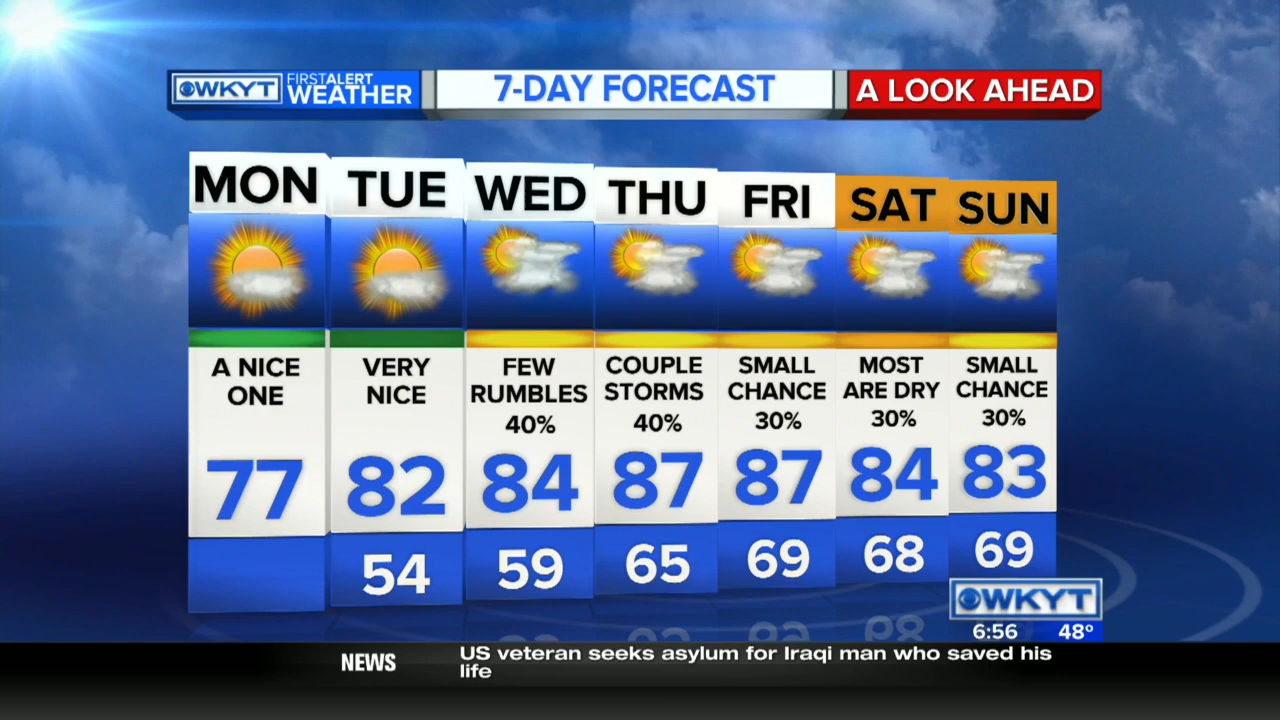 WKYT FIRST ALERT WEATHER
7-DAY FORECAST
A LOOK AHEAD
MON TUE WED THU FRI SAT SUN
A NICE VERY FEW COUPLE SMALL MOST SMALL
ONE NICE RUMBLES STORMS CHANCE ARE DRY CHANCE
40% 40% 30% 30% 30%
77 82 84 87 87 84 83
54 59 65 69 68 69
WKYT
6:56 48°
NEWS US veteran seeks asylum for Iraqi man who saved his
life